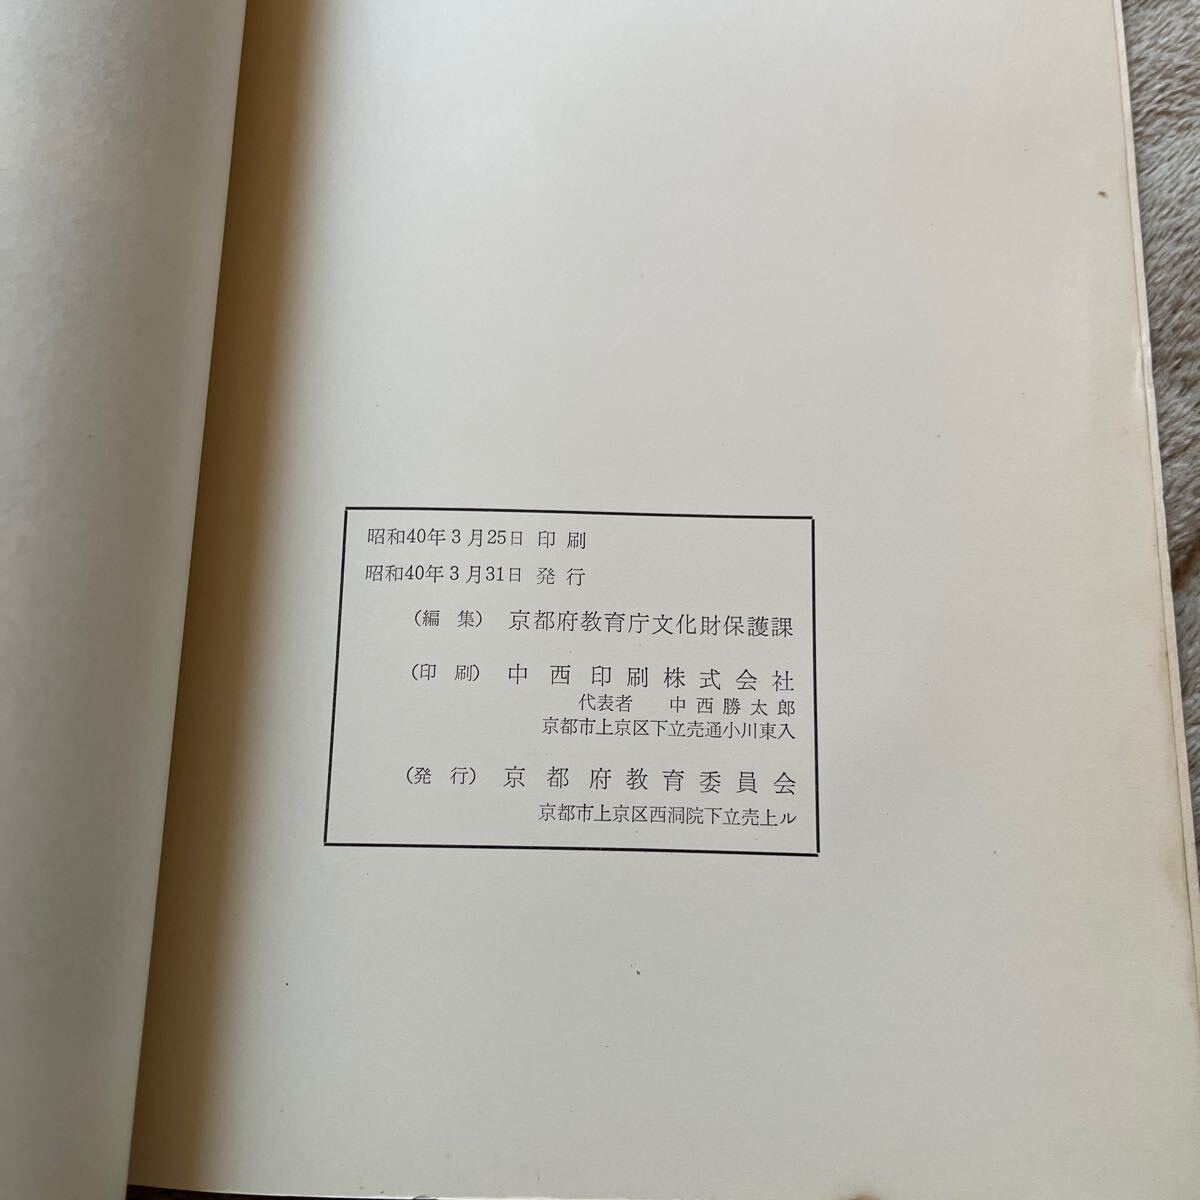 昭和40年3月25日 印刷
昭和40年3月31日 発行
(編集) 京都府教育庁文化財保護課
(印刷) 中西印刷株式会社
代表者 中西勝太郎
京都市上京区下立売通小川東入
(発行) 京都府教育委員会
京都市上京区西洞院下立売上ル